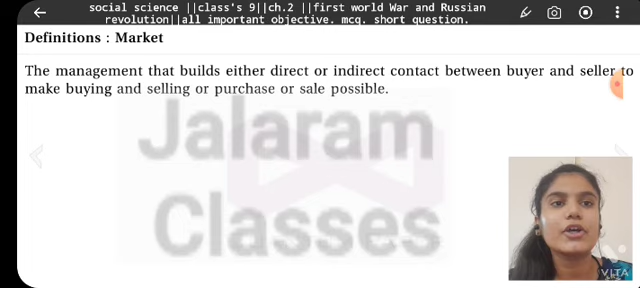 social science ||class's 9||ch.2 ||first world War and Russian
revolution||all important objective. mcq. short question.
Definitions : Market
The management that builds either direct or indirect contact between buyer and seller to
make buying and selling or purchase or sale possible.
Jalaram
Classes
VITA